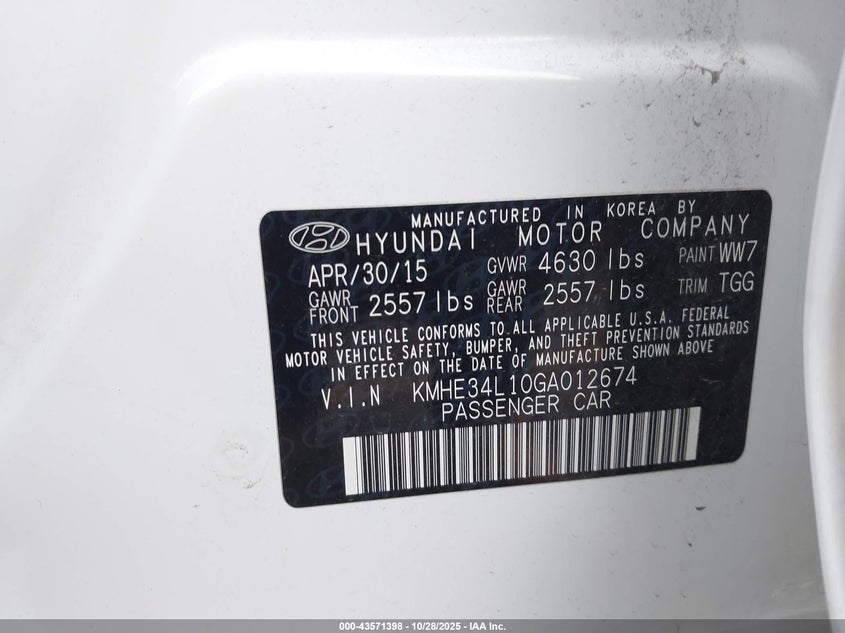 MANUFACTURED IN KOREA BY
HYUNDAI MOTOR COMPANY
APR/30/15 GVWR 4630 lbs PAINT WW7
GAWR FRONT 2557 lbs GAWR REAR 2557 lbs TRIM TGG
THIS VEHICLE CONFORMS TO ALL APPLICABLE U.S.A. FEDERAL
MOTOR VEHICLE SAFETY, BUMPER, AND THEFT PREVENTION STANDARDS
IN EFFECT ON THE DATE OF MANUFACTURE SHOWN ABOVE
V.I.N KMHE34L10GA012674
PASSENGER CAR
000-43571398 | 10/28/2025 - IAA Inc.